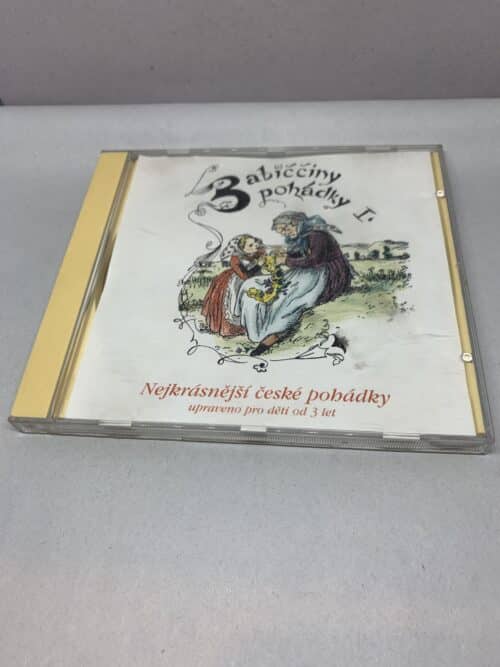 Babiččiny
pohádky I.
Nejkrásnější české pohádky
upraveno pro děti od 3 let